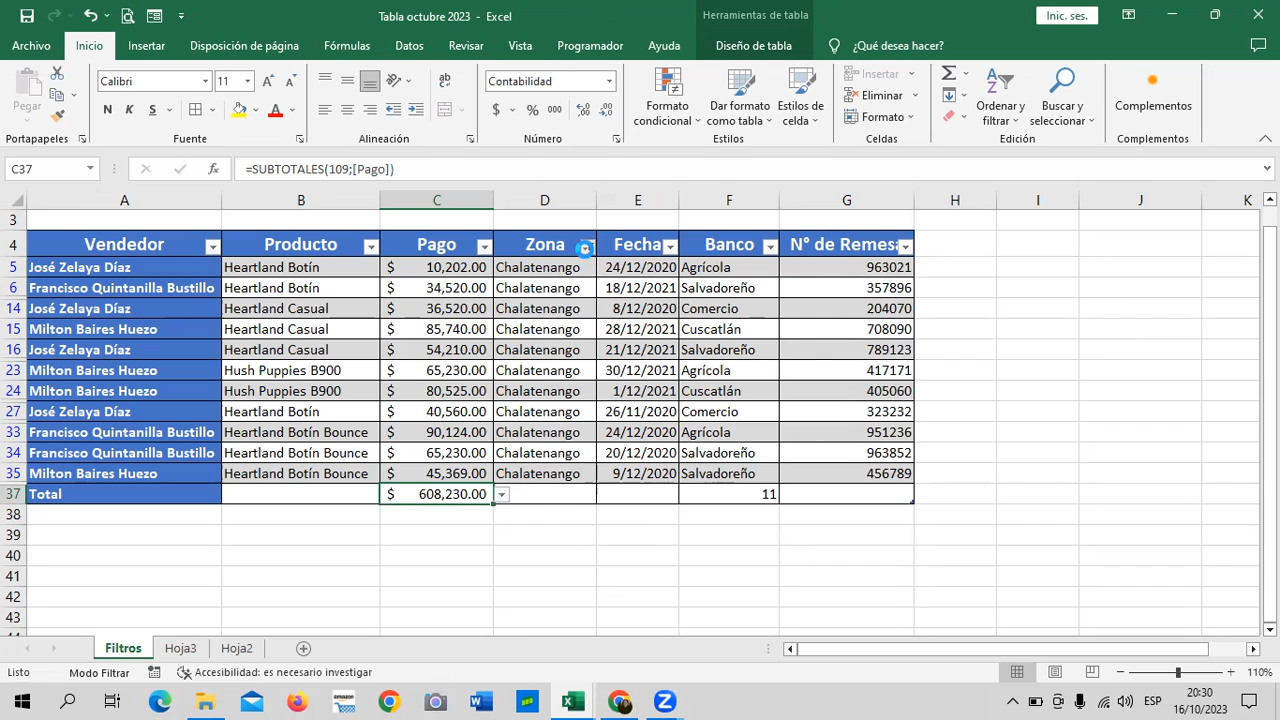 Tabla octubre 2023 - Excel
Herramientas de tabla
Inic. ses.
Archivo Inicio Insertar Disposición de página Fórmulas Datos Revisar Vista Programador Ayuda Diseño de tabla ¿Qué desea hacer?
Pegar
Calibri 11
N K S
ab
Contabilidad
$ % 000
Formato condicional
Dar formato como tabla
Estilos de celda
Insertar
Eliminar
Formato
Ordenar y filtrar
Buscar y seleccionar
Complementos
Portapapeles Fuente Alineación Número Estilos Celdas Edición Complementos
C37 fx =SUBTOTALES(109;[Pago])
A B C D E F G H I J K
3
4 Vendedor Producto Pago Zona Fecha Banco N° de Remesa
5 José Zelaya Díaz Heartland Botín $ 10,202.00 Chalatenango 24/12/2020 Agrícola 963021
6 Francisco Quintanilla Bustillo Heartland Botín $ 34,520.00 Chalatenango 18/12/2021 Salvadoreño 357896
14 José Zelaya Díaz Heartland Casual $ 36,520.00 Chalatenango 8/12/2020 Comercio 204070
15 Milton Baires Huezo Heartland Casual $ 85,740.00 Chalatenango 28/12/2021 Cuscatlán 708090
16 José Zelaya Díaz Heartland Casual $ 54,210.00 Chalatenango 21/12/2021 Salvadoreño 789123
23 Milton Baires Huezo Hush Puppies B900 $ 65,230.00 Chalatenango 30/12/2021 Agrícola 417171
24 Milton Baires Huezo Hush Puppies B900 $ 80,525.00 Chalatenango 1/12/2021 Cuscatlán 405060
27 José Zelaya Díaz Heartland Botín $ 40,560.00 Chalatenango 26/11/2020 Comercio 323232
33 Francisco Quintanilla Bustillo Heartland Botín Bounce $ 90,124.00 Chalatenango 24/12/2020 Agrícola 951236
34 Francisco Quintanilla Bustillo Heartland Botín Bounce $ 65,230.00 Chalatenango 20/12/2020 Salvadoreño 963852
35 Milton Baires Huezo Heartland Botín Bounce $ 45,369.00 Chalatenango 9/12/2020 Salvadoreño 456789
37 Total $ 608,230.00 11
38
39
40
41
42
43
Filtros Hoja3 Hoja2
Listo Modo Filtrar Accesibilidad: es necesario investigar 110%
ESP 20:30
16/10/2023